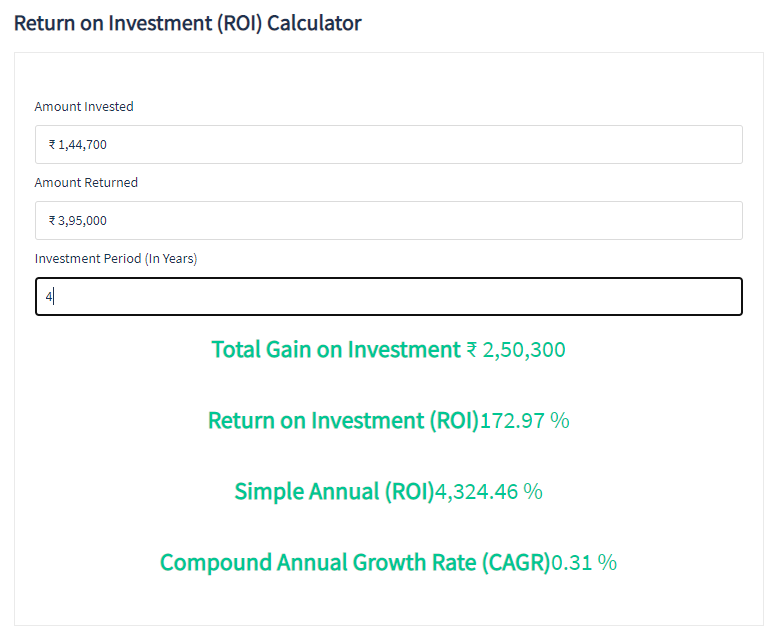 Return on Investment (ROI) Calculator
Amount Invested
₹ 1,44,700
Amount Returned
₹ 3,95,000
Investment Period (In Years)
4
Total Gain on Investment ₹ 2,50,300
Return on Investment (ROI)172.97 %
Simple Annual (ROI)4,324.46 %
Compound Annual Growth Rate (CAGR)0.31 %